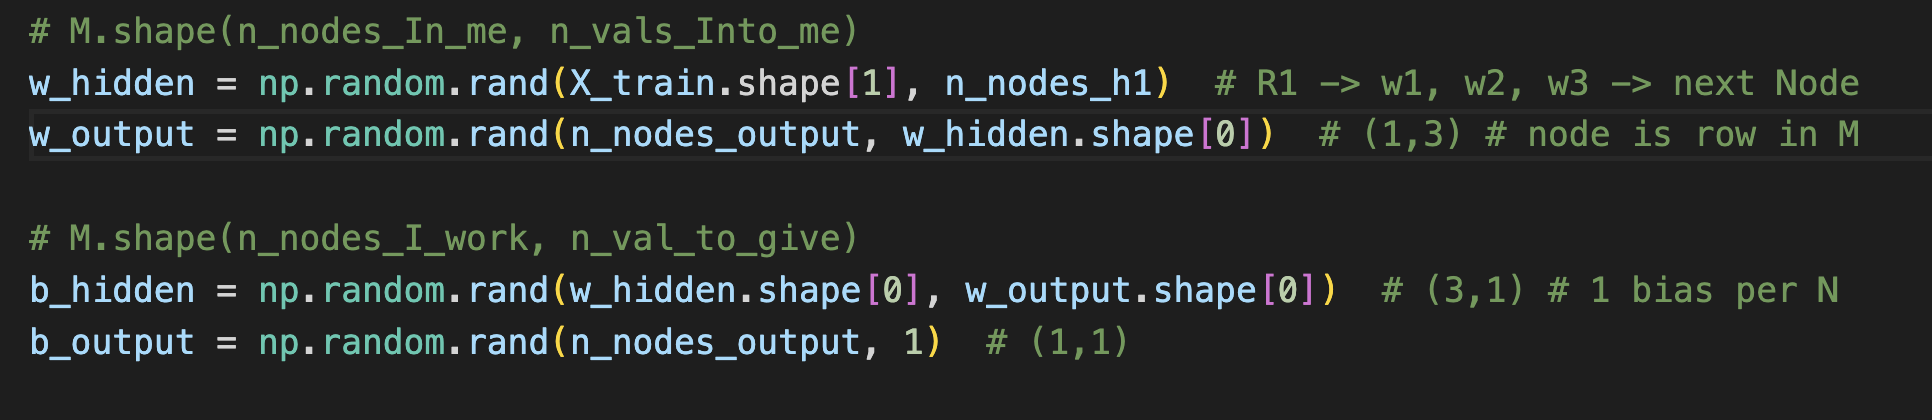 # M.shape(n_nodes_In_me, n_vals_Into_me)
w_hidden = np.random.rand(X_train.shape[1], n_nodes_h1)  # R1 -> w1, w2, w3 -> next Node
w_output = np.random.rand(n_nodes_output, w_hidden.shape[0])  # (1,3) # node is row in M
# M.shape(n_nodes_I_work, n_val_to_give)
b_hidden = np.random.rand(w_hidden.shape[0], w_output.shape[0])  # (3,1) # 1 bias per N
b_output = np.random.rand(n_nodes_output, 1)  # (1,1)